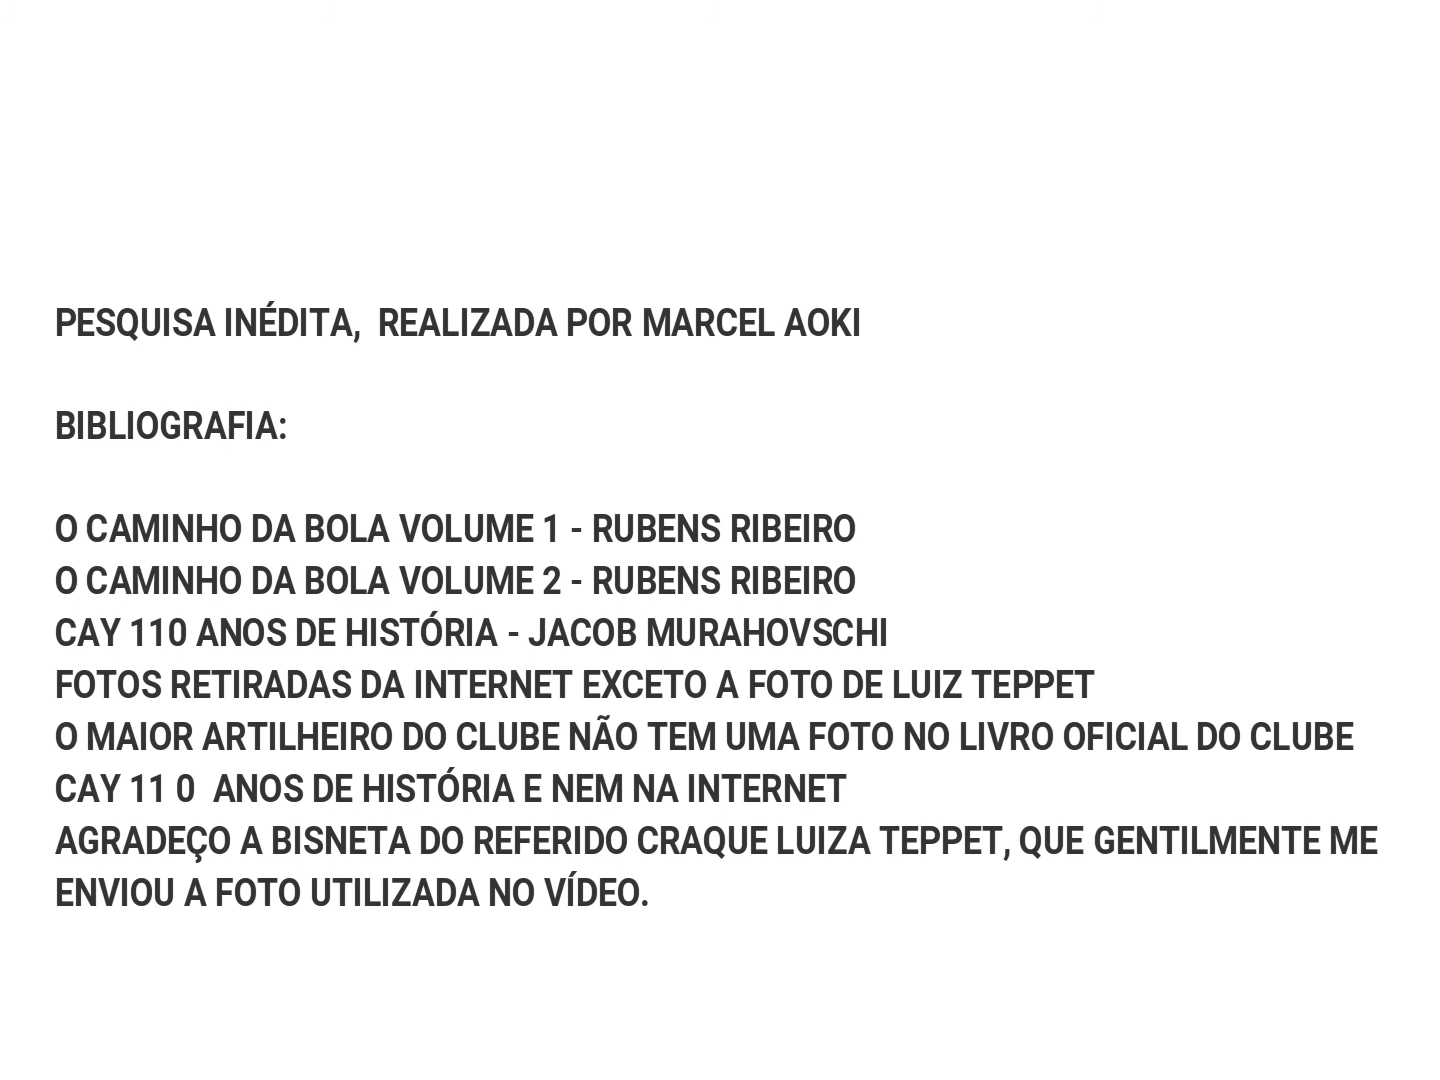 PESQUISA INÉDITA,  REALIZADA POR MARCEL AOKI
BIBLIOGRAFIA:
O CAMINHO DA BOLA VOLUME 1 - RUBENS RIBEIRO
O CAMINHO DA BOLA VOLUME 2 - RUBENS RIBEIRO
CAY 110 ANOS DE HISTÓRIA - JACOB MURAHOVSCHI
FOTOS RETIRADAS DA INTERNET EXCETO A FOTO DE LUIZ TEPPET
O MAIOR ARTILHEIRO DO CLUBE NÃO TEM UMA FOTO NO LIVRO OFICIAL DO CLUBE
CAY 11 0  ANOS DE HISTÓRIA E NEM NA INTERNET
AGRADEÇO A BISNETA DO REFERIDO CRAQUE LUIZA TEPPET, QUE GENTILMENTE ME
ENVIOU A FOTO UTILIZADA NO VÍDEO.